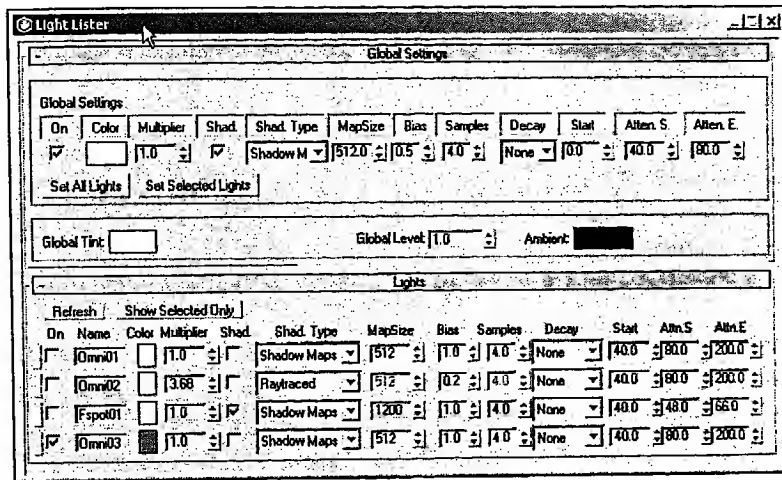 Light Lister
Global Settings
Global Settings
On Color Multiplier Shad. Shad. Type MapSize Bias Samples Decay Start Atten. S. Atten. E.
1.0 Shadow M 512.0 0.5 4.0 None 0.0 40.0 80.0
Set All Lights Set Selected Lights
Global Tint: Global Level: 1.0 Ambient:
Lights
Refresh Show Selected Only
On Name Color Multiplier Shad. Shad. Type MapSize Bias Samples Decay Start Attn.S Attn.E
Omni01 1.0 Shadow Maps 512 1.0 4.0 None 40.0 80.0 200.0
Omni02 3.68 Raytraced 512 0.2 4.0 None 40.0 80.0 200.0
Fspot01 1.0 Shadow Maps 1200 1.0 4.0 None 40.0 48.0 66.0
Omni03 1.0 Shadow Maps 512 1.0 4.0 None 40.0 80.0 200.0